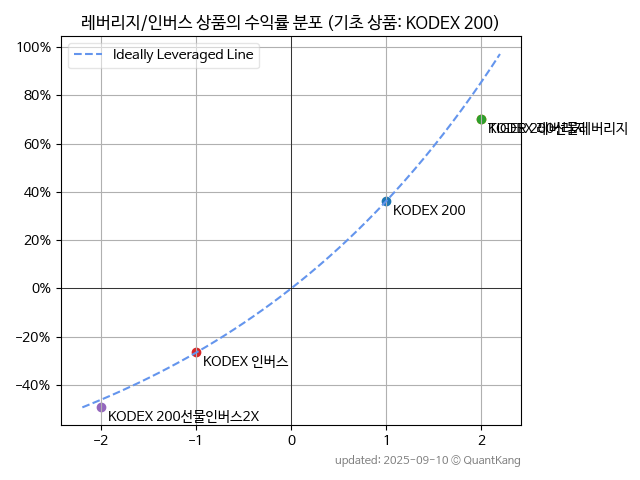 레버리지/인버스 상품의 수익률 분포 (기초 상품: KODEX 200)
100%
80%
60%
40%
20%
0%
−20%
−40%
Ideally Leveraged Line
KODEX 200
KODEX 인버스
KODEX 200선물인버스2X
−2
−1
0
1
2
updated: 2025-09-10 © QuantKang